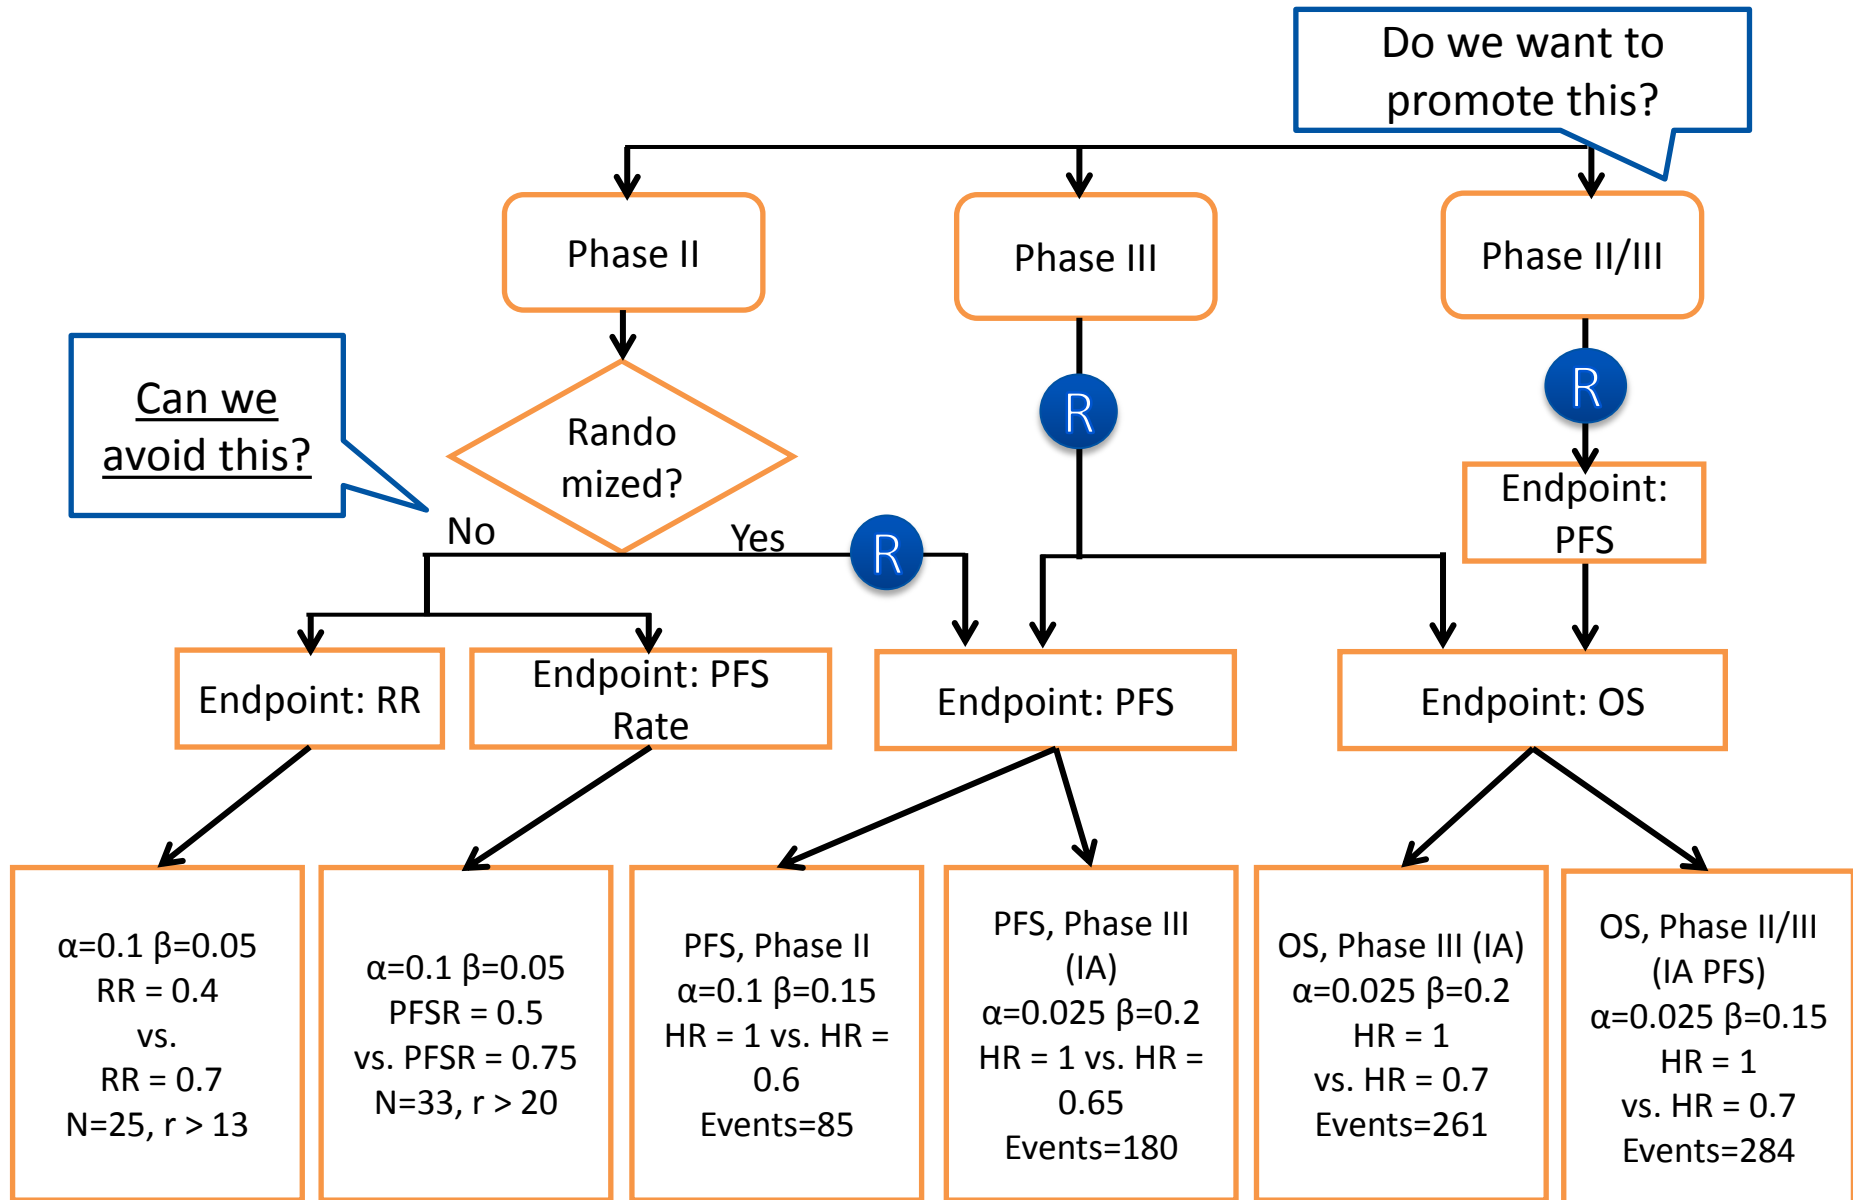 Do we want to
promote this?
Phase II
Phase III
Phase II/III
Can we
avoid this?
Rando
mized?
R
R
Endpoint:
PFS
No
Yes
R
Endpoint: RR
Endpoint: PFS
Rate
Endpoint: PFS
Endpoint: OS
α=0.1 β=0.05
RR = 0.4
vs.
RR = 0.7
N=25, r > 13
α=0.1 β=0.05
PFSR = 0.5
vs. PFSR = 0.75
N=33, r > 20
PFS, Phase II
α=0.1 β=0.15
HR = 1 vs. HR =
0.6
Events=85
PFS, Phase III
(IA)
α=0.025 β=0.2
HR = 1 vs. HR =
0.65
Events=180
OS, Phase III (IA)
α=0.025 β=0.2
HR = 1
vs. HR = 0.7
Events=261
OS, Phase II/III
(IA PFS)
α=0.025 β=0.15
HR = 1
vs. HR = 0.7
Events=284